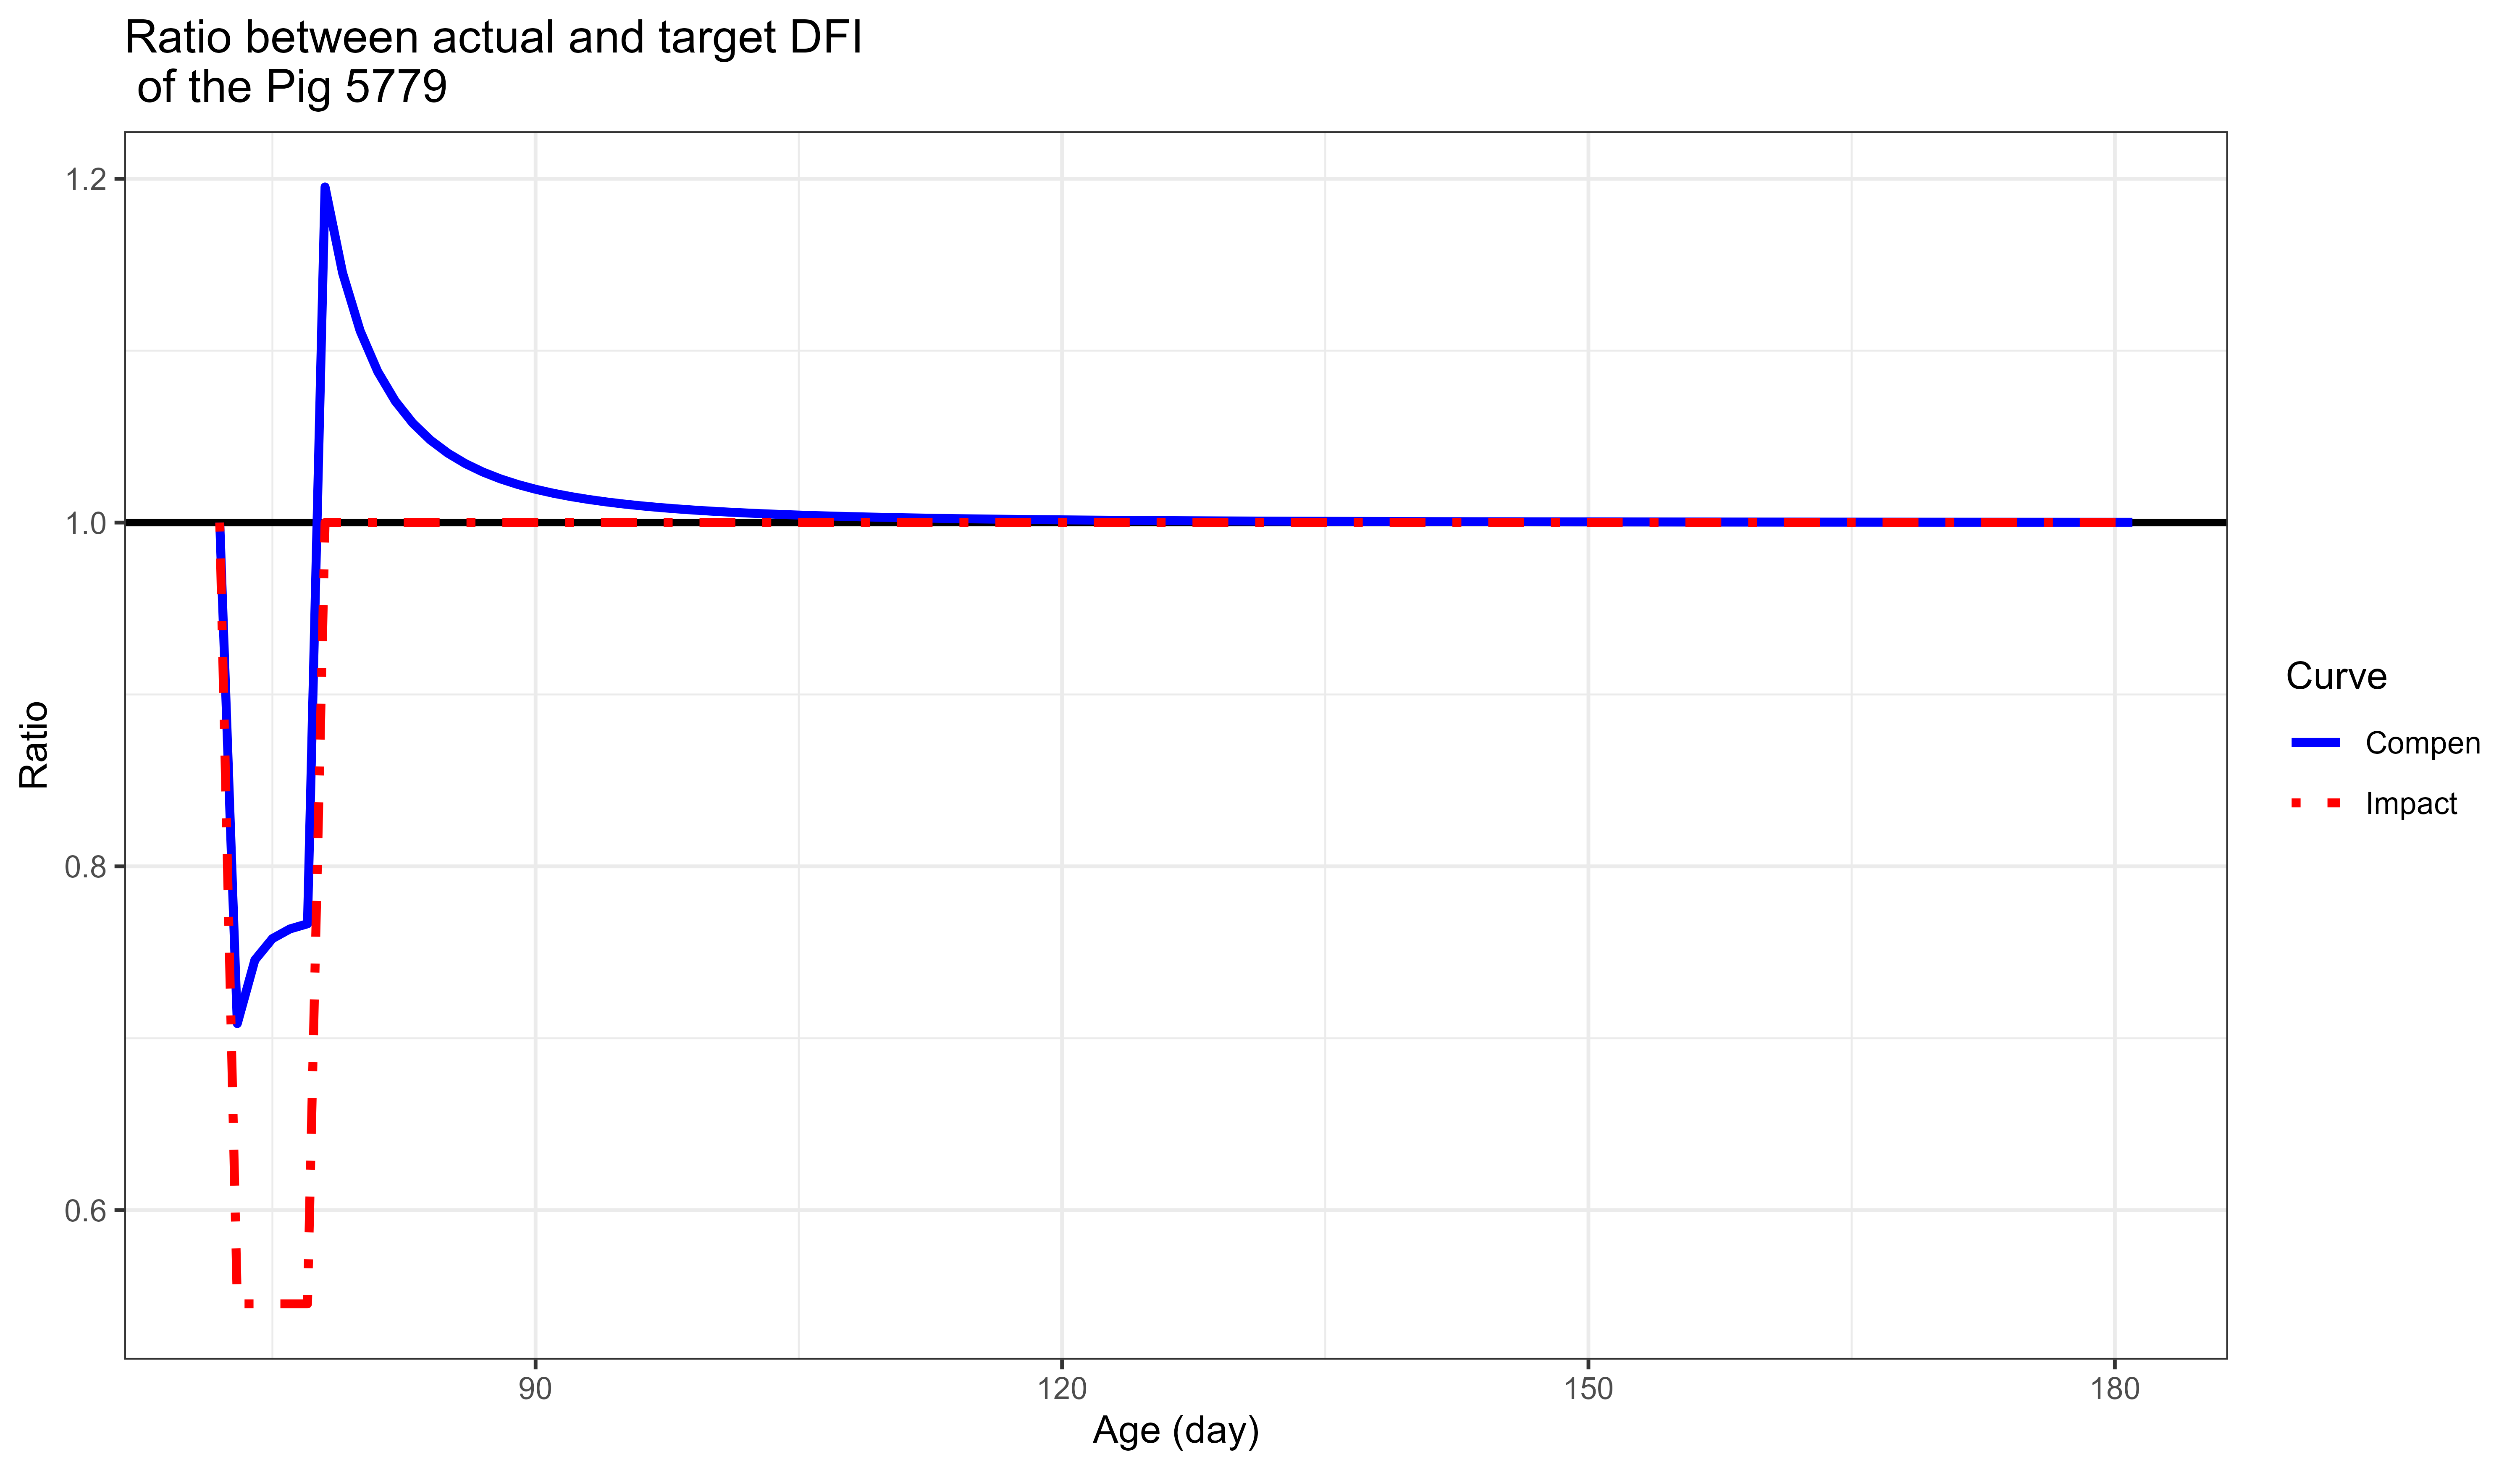 Ratio between actual and target DFI
of the Pig 5779
1.2
1.0
0.8
0.6
Ratio
90
120
150
180
Age (day)
Curve
Compen
Impact